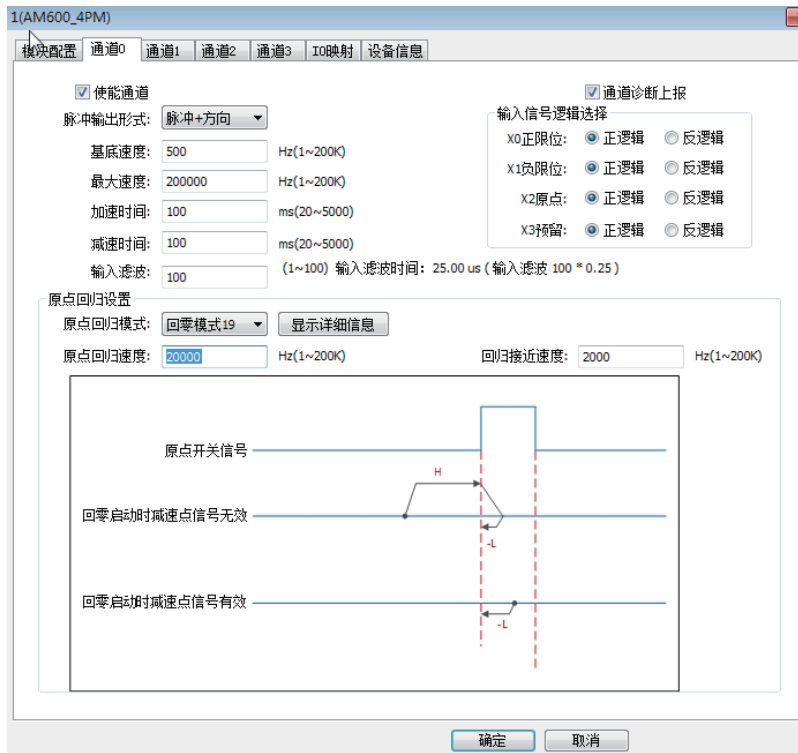 1(AM600_4PM)
模块配置 通道0 通道1 通道2 通道3 IO映射 设备信息
使能通道 通道诊断上报
脉冲输出形式: 脉冲+方向
输入信号逻辑选择
基底速度: 500 Hz(1~200K)
X0正限位: 正逻辑 反逻辑
最大速度: 200000 Hz(1~200K)
X1负限位: 正逻辑 反逻辑
加速时间: 100 ms(20~5000)
X2原点: 正逻辑 反逻辑
减速时间: 100 ms(20~5000)
X3预留: 正逻辑 反逻辑
输入滤波: 100 (1~100) 输入滤波时间: 25.00 us ( 输入滤波 100 * 0.25 )
原点回归设置
原点回归模式: 回零模式19 显示详细信息
原点回归速度: 20000 Hz(1~200K) 回归接近速度: 2000 Hz(1~200K)
原点开关信号
H
回零启动时减速点信号无效
-L
回零启动时减速点信号有效
-L
确定 取消